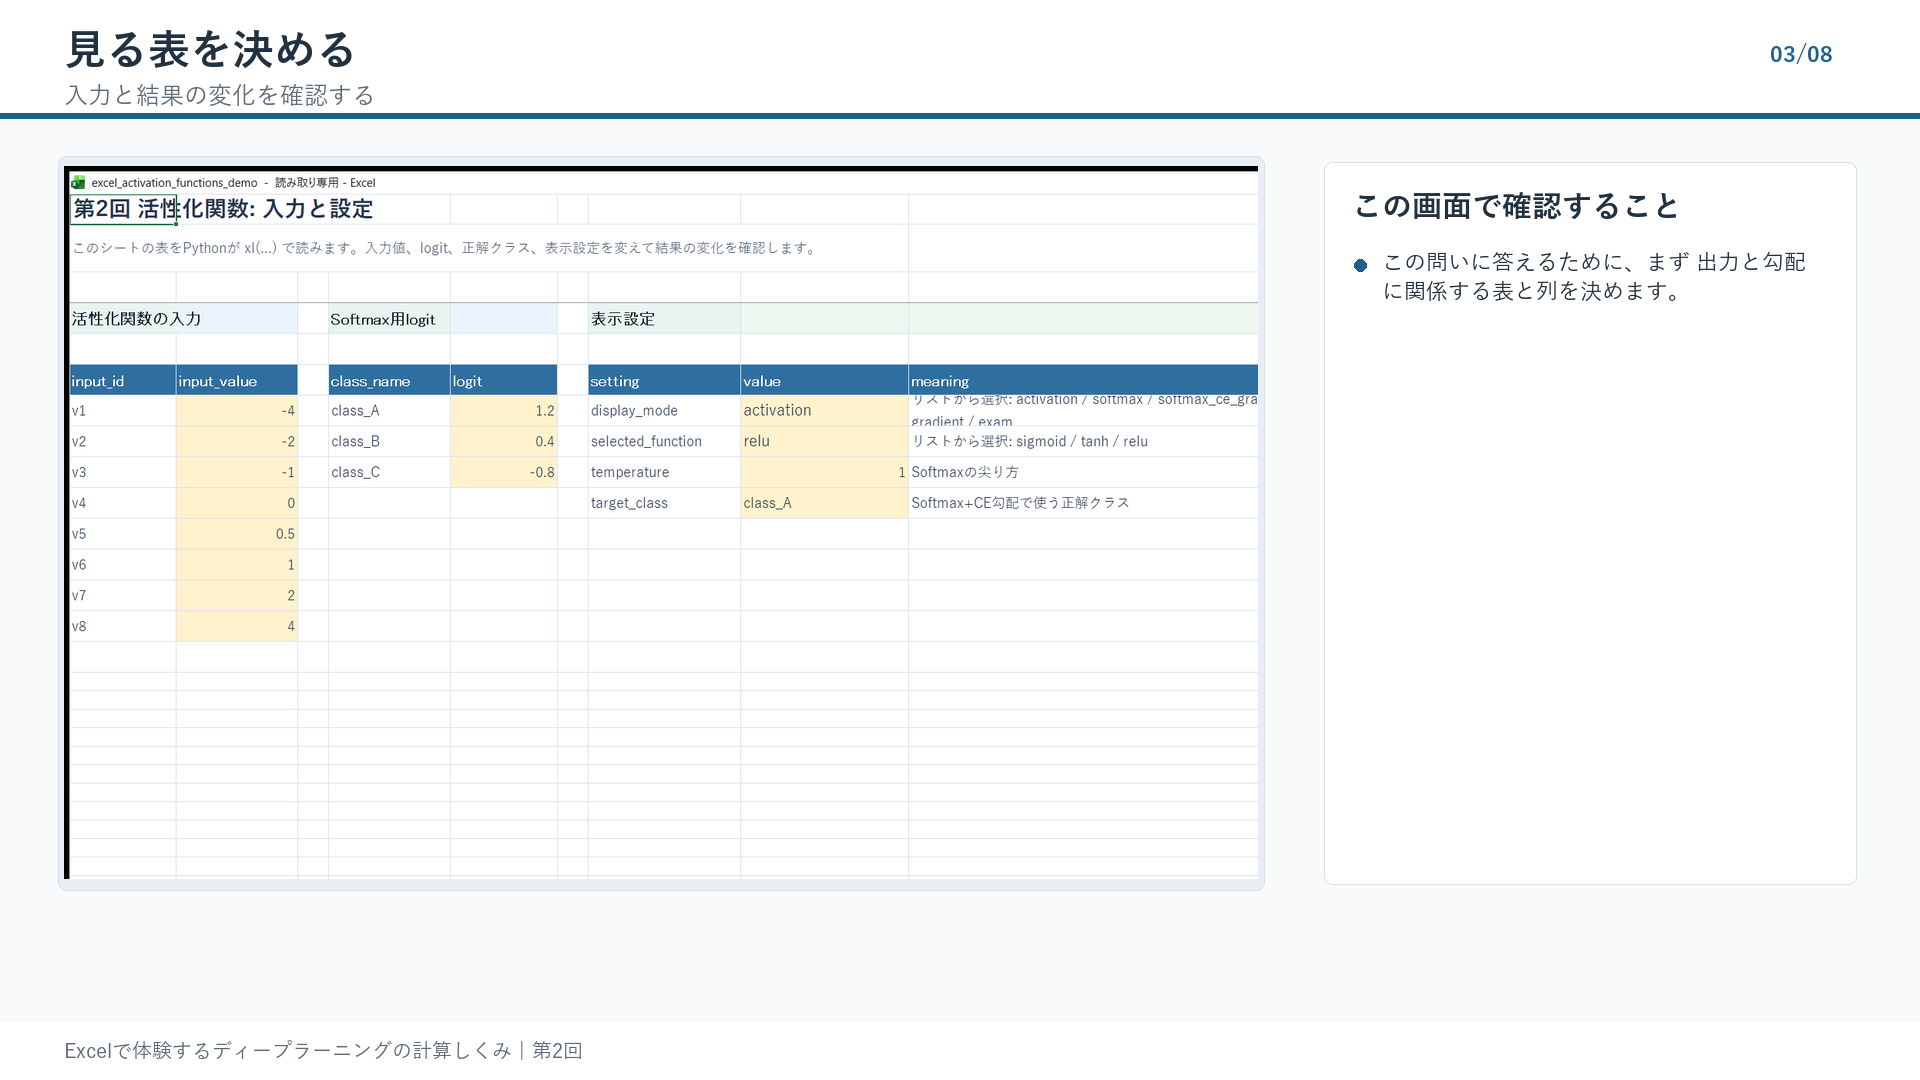 見る表を決める
入力と結果の変化を確認する
03/08
excel_activation_functions_demo - 読み取り専用 - Excel
第2回 活性化関数: 入力と設定
このシートの表をPythonが xl(...) で読みます。入力値、logit、正解クラス、表示設定を変えて結果の変化を確認します。
活性化関数の入力 Softmax用logit 表示設定
input_id input_value class_name logit setting value meaning
v1 -4 class_A 1.2 display_mode activation リストから選択: activation / softmax / softmax_ce_gra
gradient / exam
v2 -2 class_B 0.4 selected_function relu リストから選択: sigmoid / tanh / relu
v3 -1 class_C -0.8 temperature 1 Softmaxの尖り方
v4 0 target_class class_A Softmax+CE勾配で使う正解クラス
v5 0.5
v6 1
v7 2
v8 4
この画面で確認すること
この問いに答えるために、まず 出力と勾配
に関係する表と列を決めます。
Excelで体験するディープラーニングの計算しくみ｜第2回